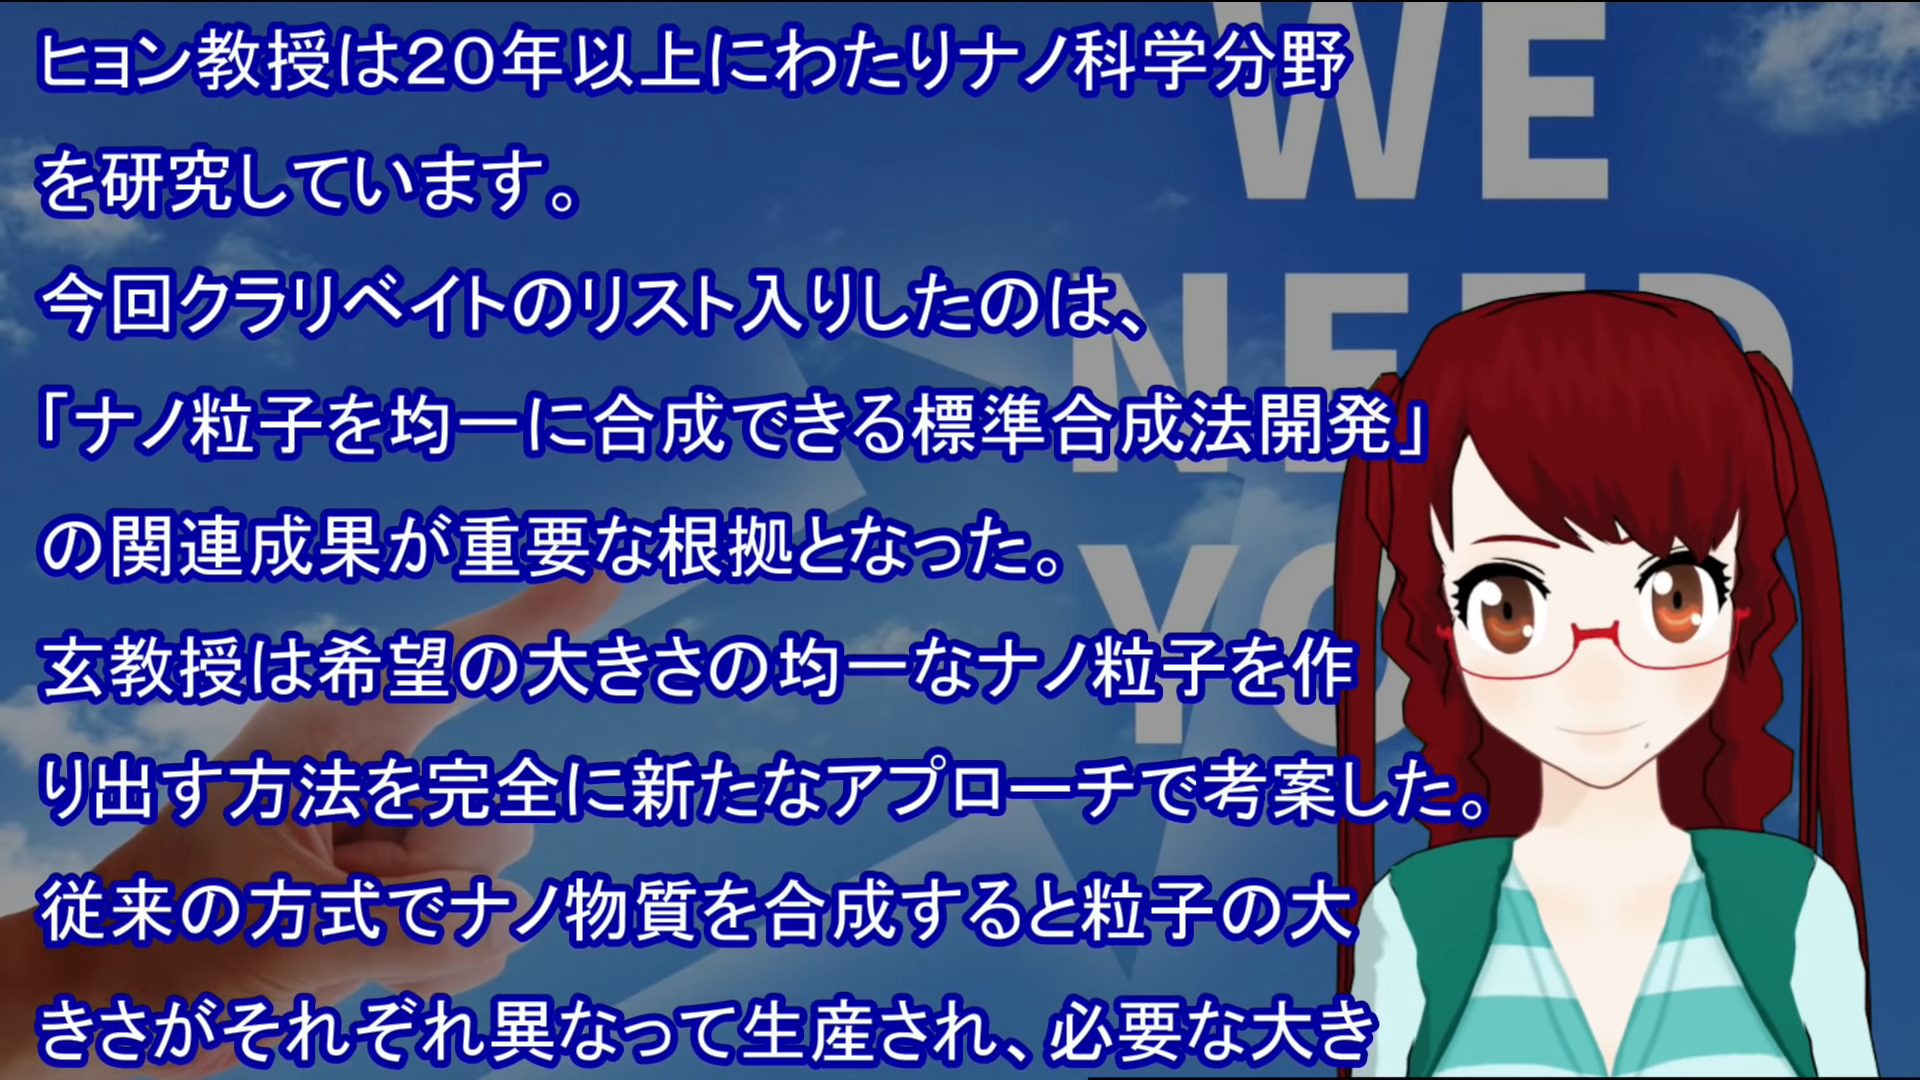 ヒョン教授は２０年以上にわたりナノ科学分野
を研究しています。
今回クラリベイトのリスト入りしたのは、
「ナノ粒子を均一に合成できる標準合成法開発」
の関連成果が重要な根拠となった。
玄教授は希望の大きさの均一なナノ粒子を作
り出す方法を完全に新たなアプローチで考案した。
従来の方式でナノ物質を合成すると粒子の大
きさがそれぞれ異なって生産され、必要な大き
WE
NEED
YO